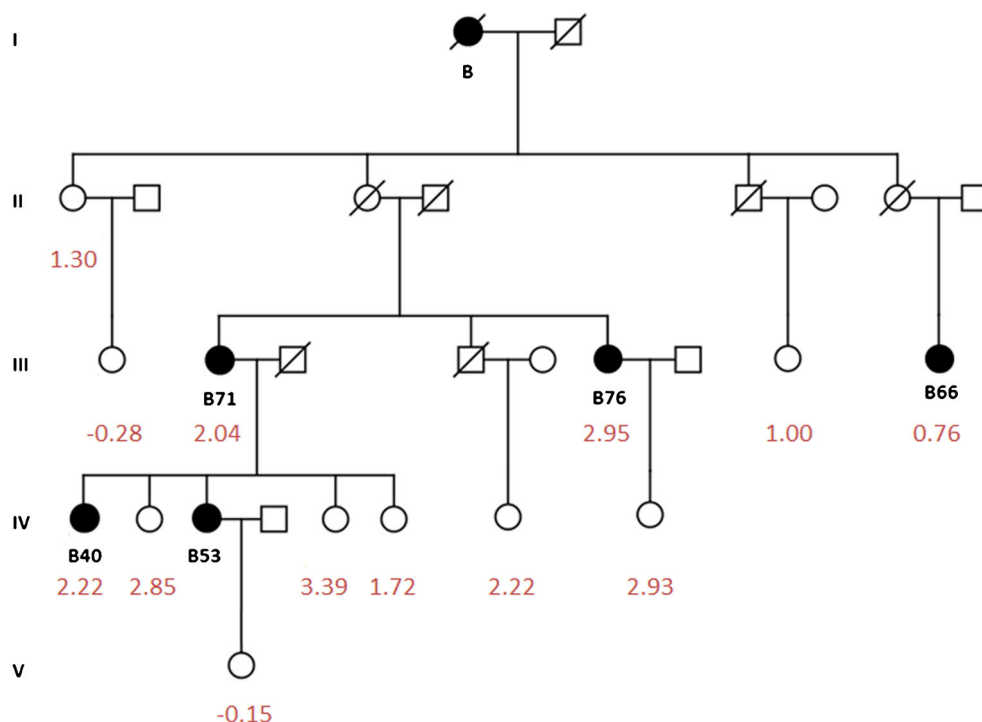 I
B
II
1.30
III
B71
B76
B66
-0.28
2.04
2.95
1.00
0.76
IV
B40
B53
2.22
2.85
3.39
1.72
2.22
2.93
V
-0.15